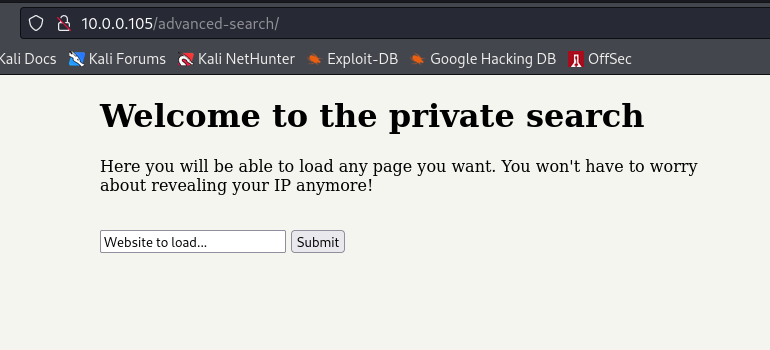 10.0.0.105/advanced-search/
Kali Docs Kali Forums Kali NetHunter Exploit-DB Google Hacking DB OffSec
Welcome to the private search
Here you will be able to load any page you want. You won't have to worry
about revealing your IP anymore!
Website to load... Submit